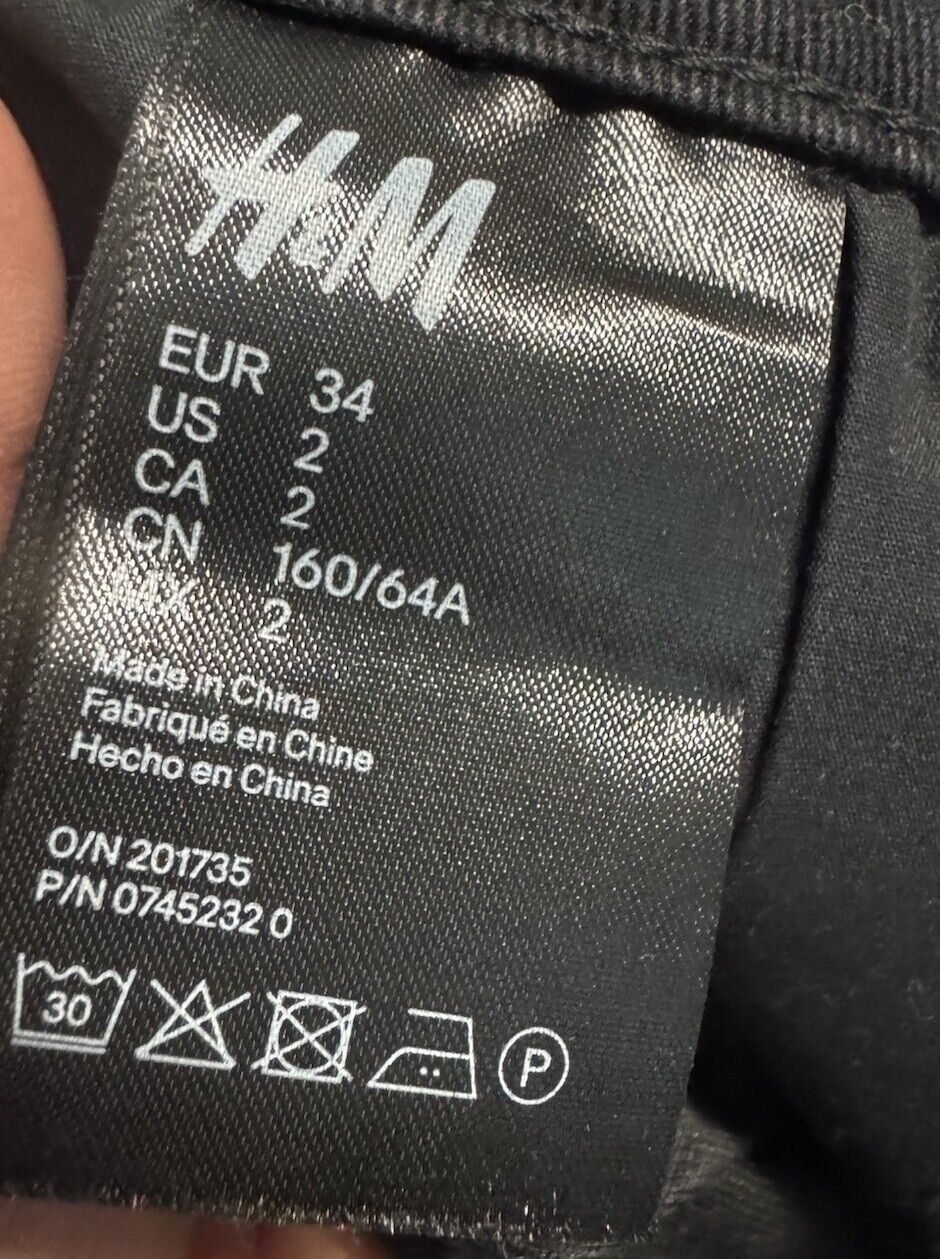 H&M
EUR 34
US 2
CA 2
CN 160/64A
MX 2
Made in China
Fabriqué en Chine
Hecho en China
O/N 201735
P/N 0745232 0
30
P